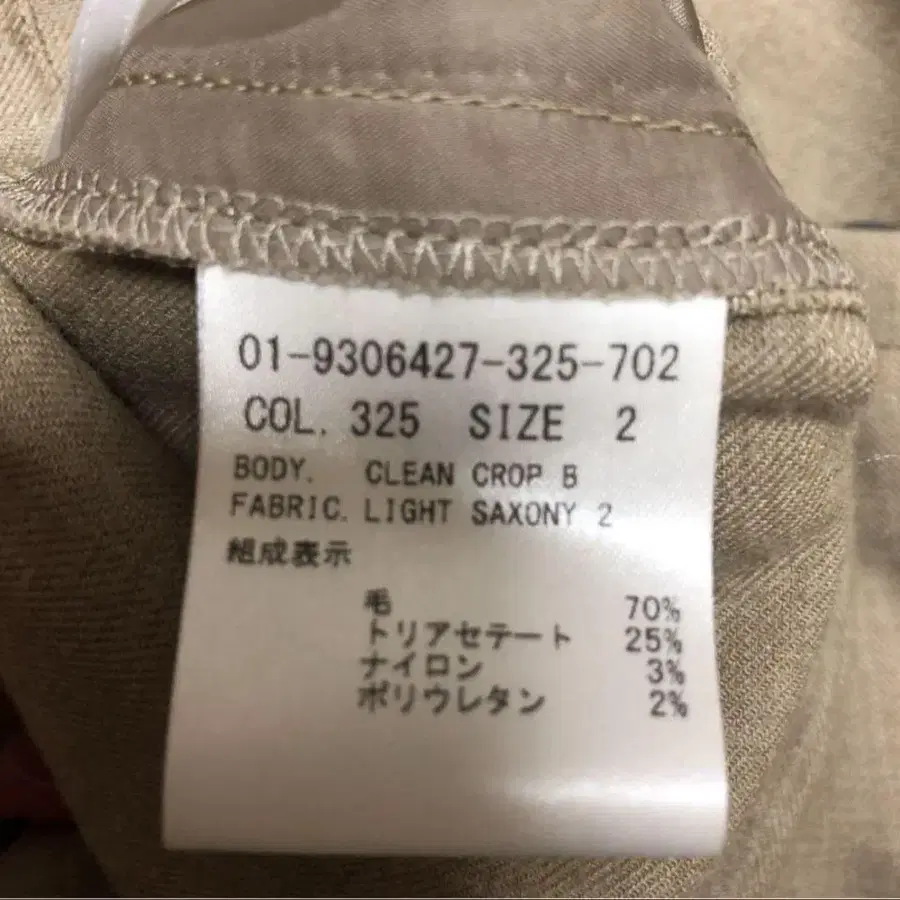 01-9306427-325-702
COL. 325 SIZE 2
BODY. CLEAN CROP B
FABRIC. LIGHT SAXONY 2
組成表示
毛 70%
トリアセテート 25%
ナイロン 3%
ポリウレタン 2%